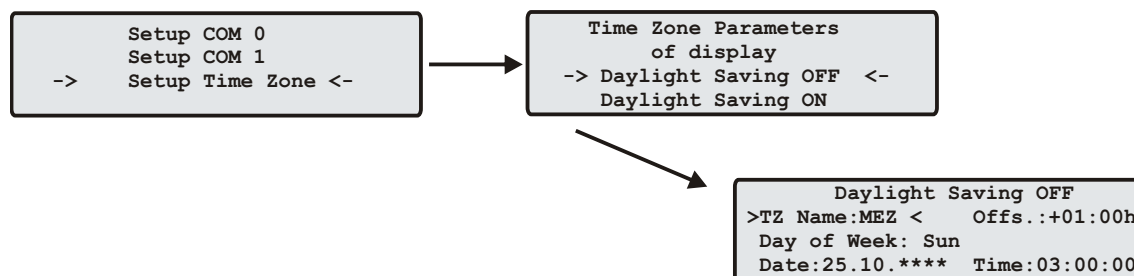 Setup COM 0
Setup COM 1
-> Setup Time Zone <-
Time Zone Parameters
of display
-> Daylight Saving OFF <-
Daylight Saving ON
Daylight Saving OFF
>TZ Name:MEZ < Offs.:+01:00h
Day of Week: Sun
Date:25.10.**** Time:03:00:00